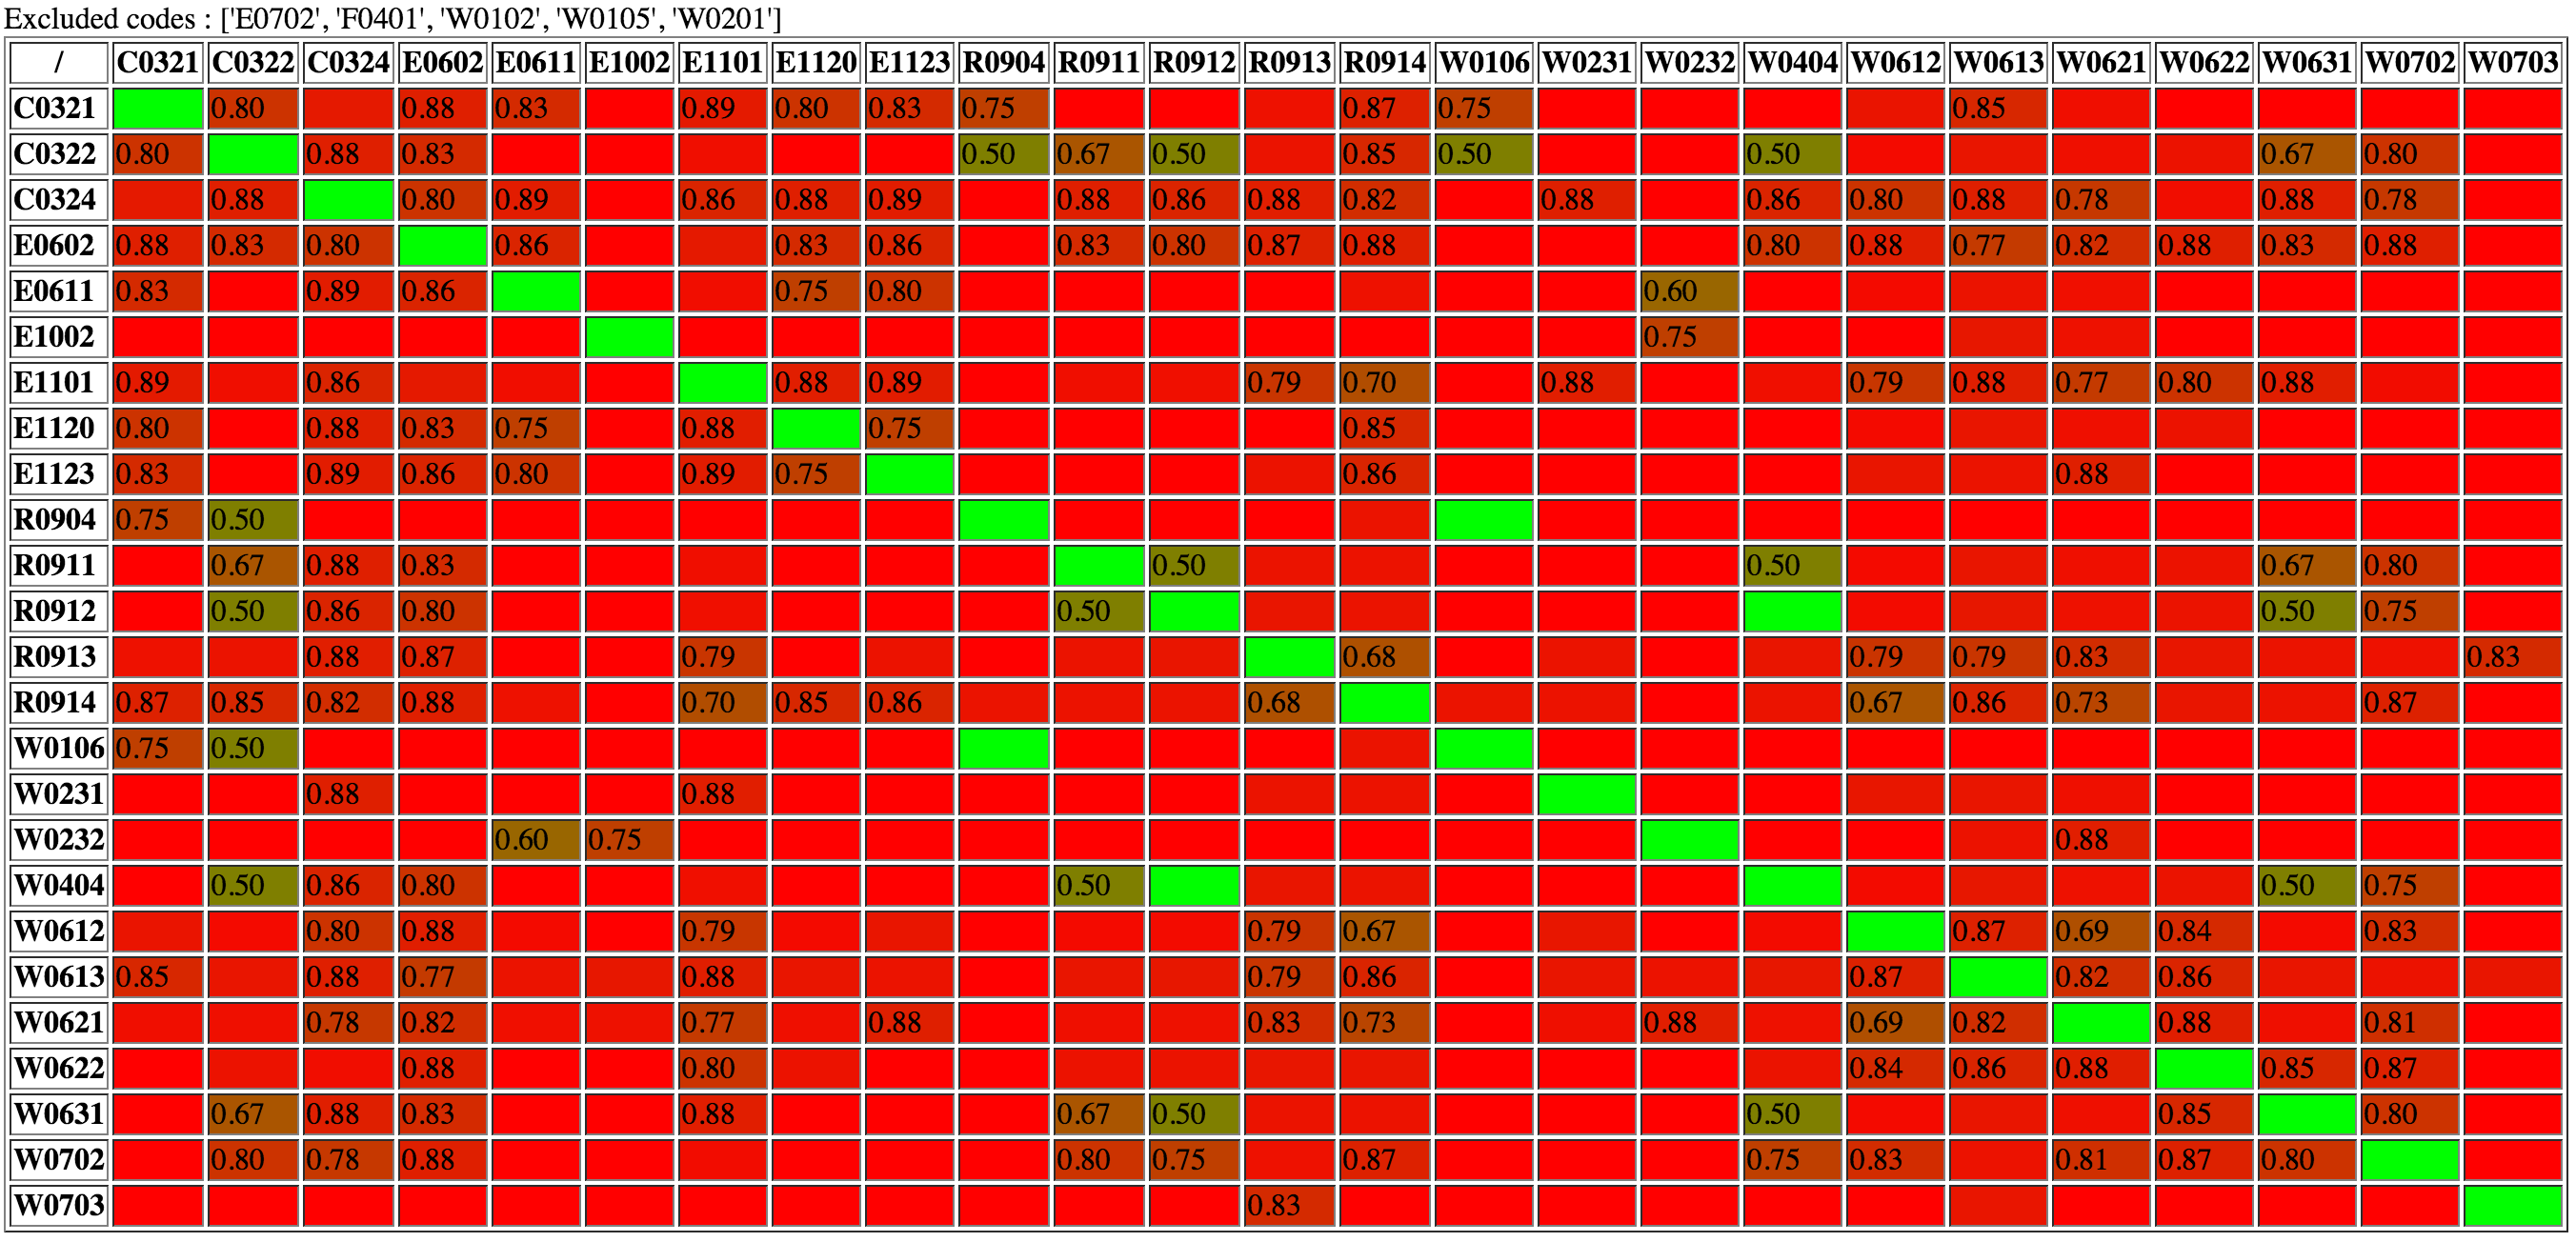 Excluded codes : ['E0702', 'F0401', 'W0102', 'W0105', 'W0201']
/ C0321 C0322 C0324 E0602 E0611 E1002 E1101 E1120 E1123 R0904 R0911 R0912 R0913 R0914 W0106 W0231 W0232 W0404 W0612 W0613 W0621 W0622 W0631 W0702 W0703
C0321 0.80 0.88 0.83 0.89 0.80 0.83 0.75 0.87 0.75 0.85
C0322 0.80 0.88 0.83 0.50 0.67 0.50 0.85 0.50 0.50 0.67 0.80
C0324 0.88 0.80 0.89 0.86 0.88 0.89 0.88 0.86 0.88 0.82 0.88 0.86 0.80 0.88 0.78 0.88 0.78
E0602 0.88 0.83 0.80 0.86 0.83 0.86 0.83 0.80 0.87 0.88 0.80 0.88 0.77 0.82 0.88 0.83 0.88
E0611 0.83 0.89 0.86 0.75 0.80 0.60
E1002 0.75
E1101 0.89 0.86 0.88 0.89 0.79 0.70 0.88 0.79 0.88 0.77 0.80 0.88
E1120 0.80 0.88 0.83 0.75 0.88 0.75 0.85
E1123 0.83 0.89 0.86 0.80 0.89 0.75 0.86 0.88
R0904 0.75 0.50
R0911 0.67 0.88 0.83 0.50 0.50 0.67 0.80
R0912 0.50 0.86 0.80 0.50 0.50 0.75
R0913 0.88 0.87 0.79 0.68 0.79 0.79 0.83 0.83
R0914 0.87 0.85 0.82 0.88 0.70 0.85 0.86 0.68 0.67 0.86 0.73 0.87
W0106 0.75 0.50
W0231 0.88 0.88
W0232 0.60 0.75 0.88
W0404 0.50 0.86 0.80 0.50 0.50 0.75
W0612 0.80 0.88 0.79 0.79 0.67 0.87 0.69 0.84 0.83
W0613 0.85 0.88 0.77 0.88 0.79 0.86 0.87 0.82 0.86
W0621 0.78 0.82 0.77 0.88 0.83 0.73 0.88 0.69 0.82 0.88 0.81
W0622 0.88 0.80 0.84 0.86 0.88 0.85 0.87
W0631 0.67 0.88 0.83 0.88 0.67 0.50 0.50 0.85 0.80
W0702 0.80 0.78 0.88 0.80 0.75 0.87 0.75 0.83 0.81 0.87 0.80
W0703 0.83